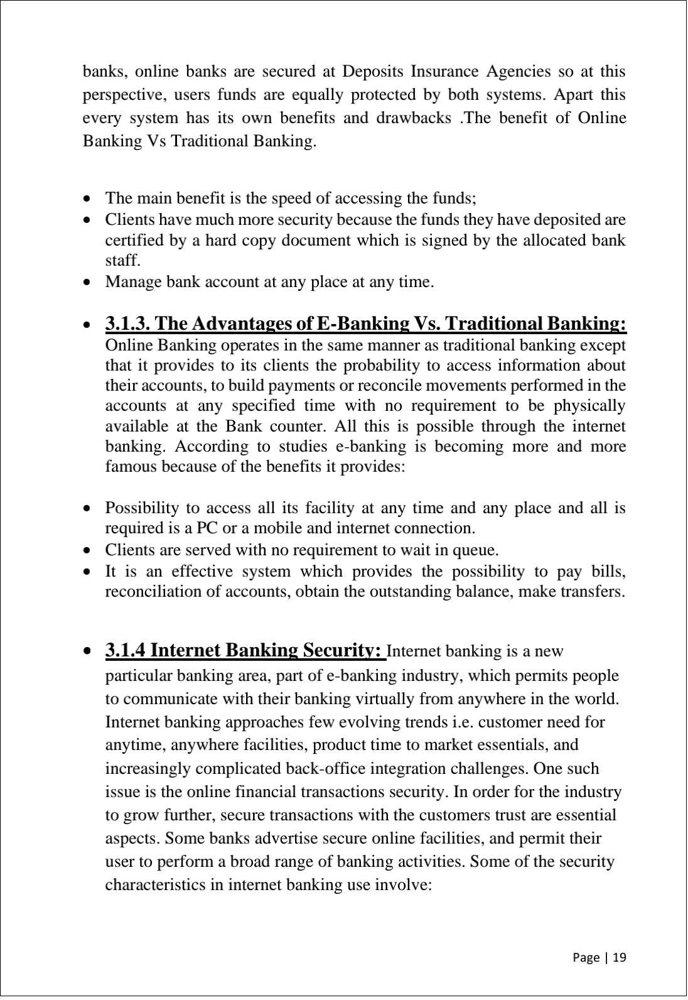 banks, online banks are secured at Deposits Insurance Agencies so at this
perspective, users funds are equally protected by both systems. Apart this
every system has its own benefits and drawbacks .The benefit of Online
Banking Vs Traditional Banking.
• The main benefit is the speed of accessing the funds;
• Clients have much more security because the funds they have deposited are
certified by a hard copy document which is signed by the allocated bank
staff.
• Manage bank account at any place at any time.
• 3.1.3. The Advantages of E-Banking Vs. Traditional Banking:
Online Banking operates in the same manner as traditional banking except
that it provides to its clients the probability to access information about
their accounts, to build payments or reconcile movements performed in the
accounts at any specified time with no requirement to be physically
available at the Bank counter. All this is possible through the internet
banking. According to studies e-banking is becoming more and more
famous because of the benefits it provides:
• Possibility to access all its facility at any time and any place and all is
required is a PC or a mobile and internet connection.
• Clients are served with no requirement to wait in queue.
• It is an effective system which provides the possibility to pay bills,
reconciliation of accounts, obtain the outstanding balance, make transfers.
• 3.1.4 Internet Banking Security: Internet banking is a new
particular banking area, part of e-banking industry, which permits people
to communicate with their banking virtually from anywhere in the world.
Internet banking approaches few evolving trends i.e. customer need for
anytime, anywhere facilities, product time to market essentials, and
increasingly complicated back-office integration challenges. One such
issue is the online financial transactions security. In order for the industry
to grow further, secure transactions with the customers trust are essential
aspects. Some banks advertise secure online facilities, and permit their
user to perform a broad range of banking activities. Some of the security
characteristics in internet banking use involve:
Page | 19